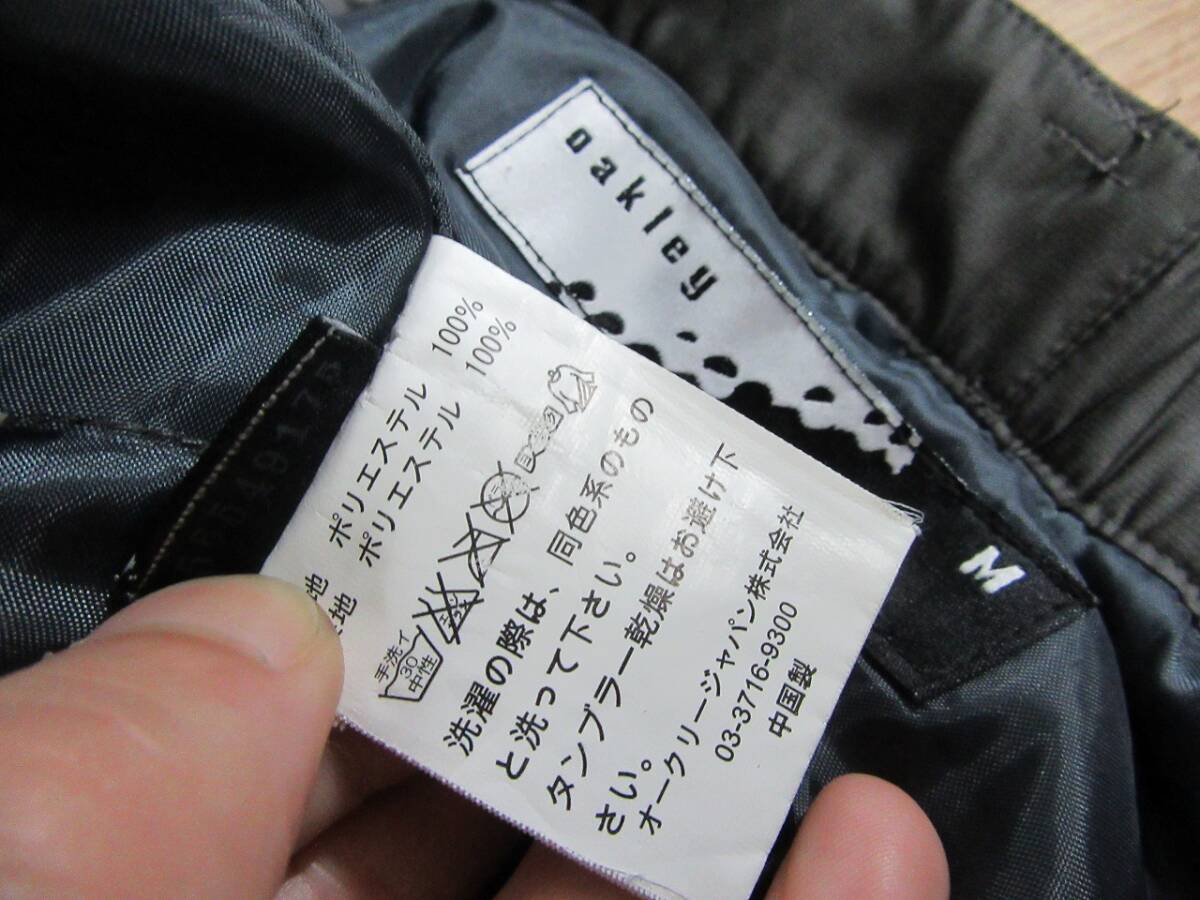 oakley
M
地 ポリエステル 100%
地 ポリエステル 100%
手洗イ
30
中性
洗濯の際は、同色系のもの
と洗って下さい。
タンブラー乾燥はお避け下
さい。
オークリージャパン株式会社
03-3716-9300
中国製